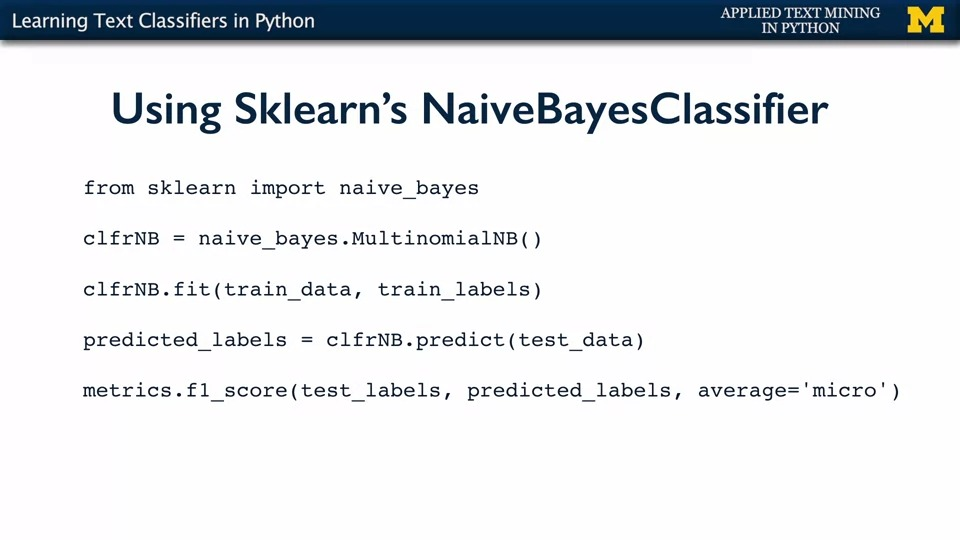 Learning Text Classifiers in Python
APPLIED TEXT MINING
IN PYTHON
M
Using Sklearn’s NaiveBayesClassifier
from sklearn import naive_bayes
clfrNB = naive_bayes.MultinomialNB()
clfrNB.fit(train_data, train_labels)
predicted_labels = clfrNB.predict(test_data)
metrics.f1_score(test_labels, predicted_labels, average='micro')